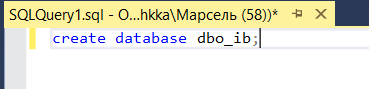 SQLQuery1.sql - O...hkka\Марсель (58))*
create database dbo_ib;